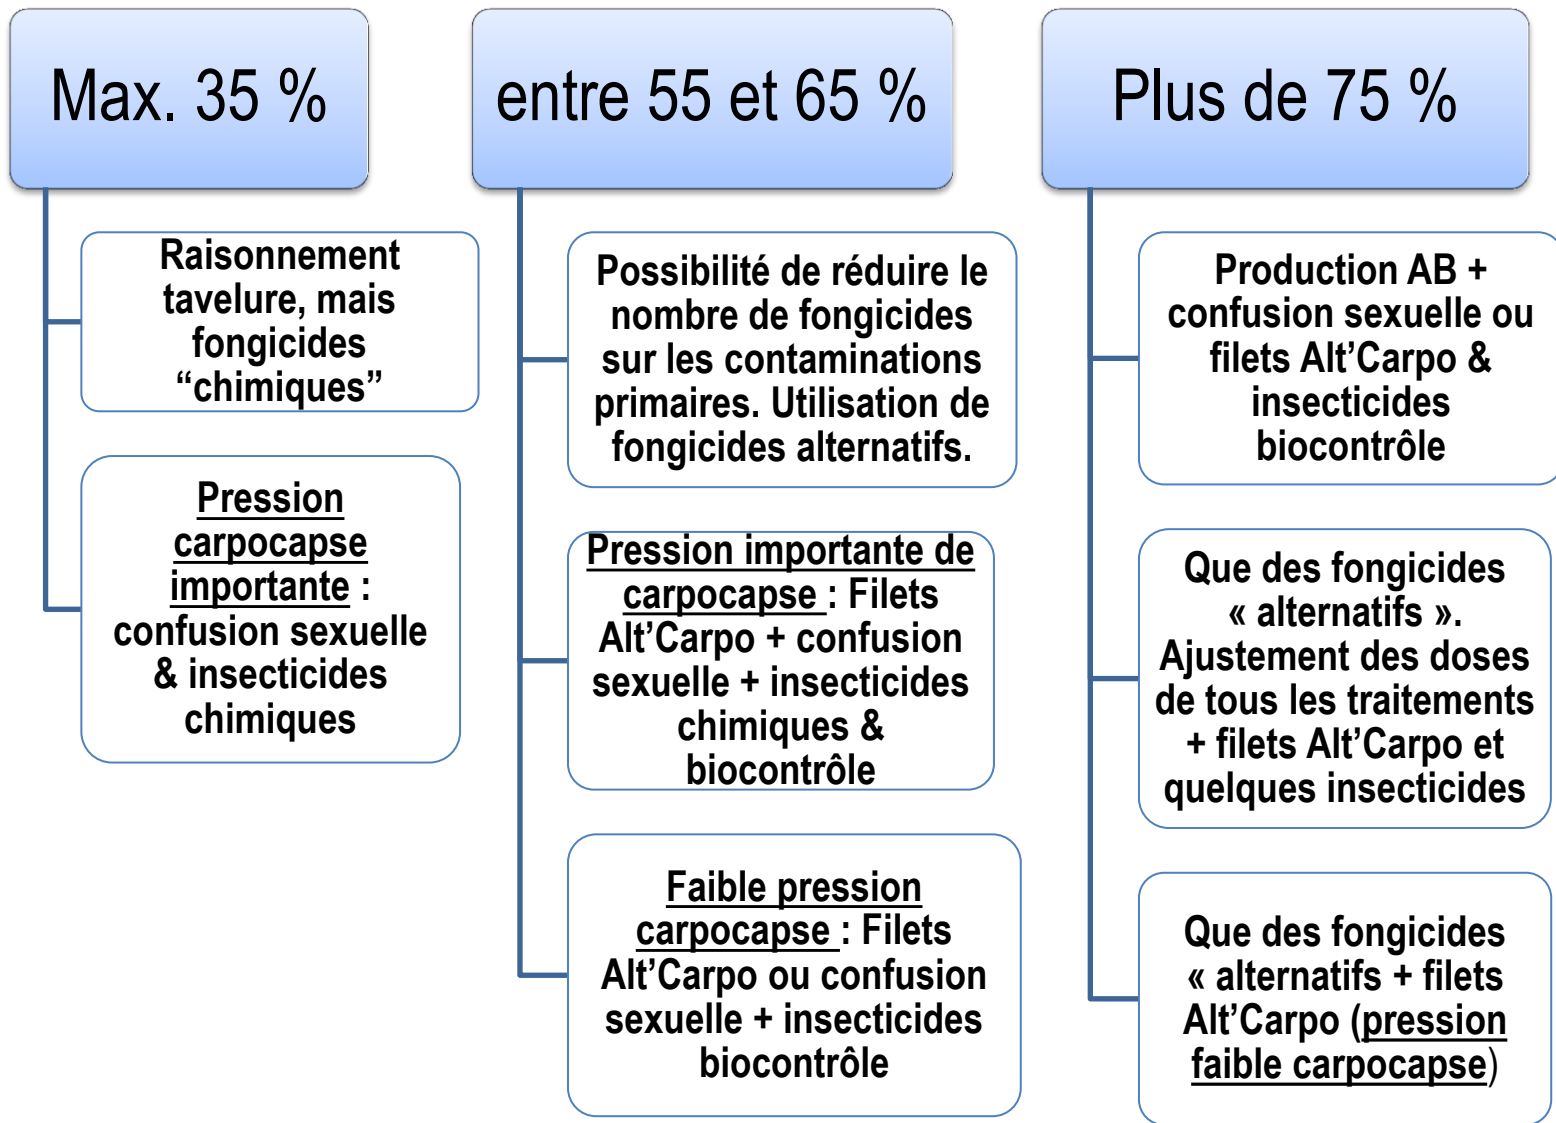 Max. 35 %
Raisonnement
tavelure, mais
fongicides
“chimiques”
Pression
carpocapse
importante :
confusion sexuelle
& insecticides
chimiques
entre 55 et 65 %
Possibilité de réduire le
nombre de fongicides
sur les contaminations
primaires. Utilisation de
fongicides alternatifs.
Pression importante de
carpocapse : Filets
Alt’Carpo + confusion
sexuelle + insecticides
chimiques &
biocontrôle
Faible pression
carpocapse : Filets
Alt’Carpo ou confusion
sexuelle + insecticides
biocontrôle
Plus de 75 %
Production AB +
confusion sexuelle ou
filets Alt’Carpo &
insecticides
biocontrôle
Que des fongicides
« alternatifs ».
Ajustement des doses
de tous les traitements
+ filets Alt’Carpo et
quelques insecticides
Que des fongicides
« alternatifs + filets
Alt’Carpo (pression
faible carpocapse)